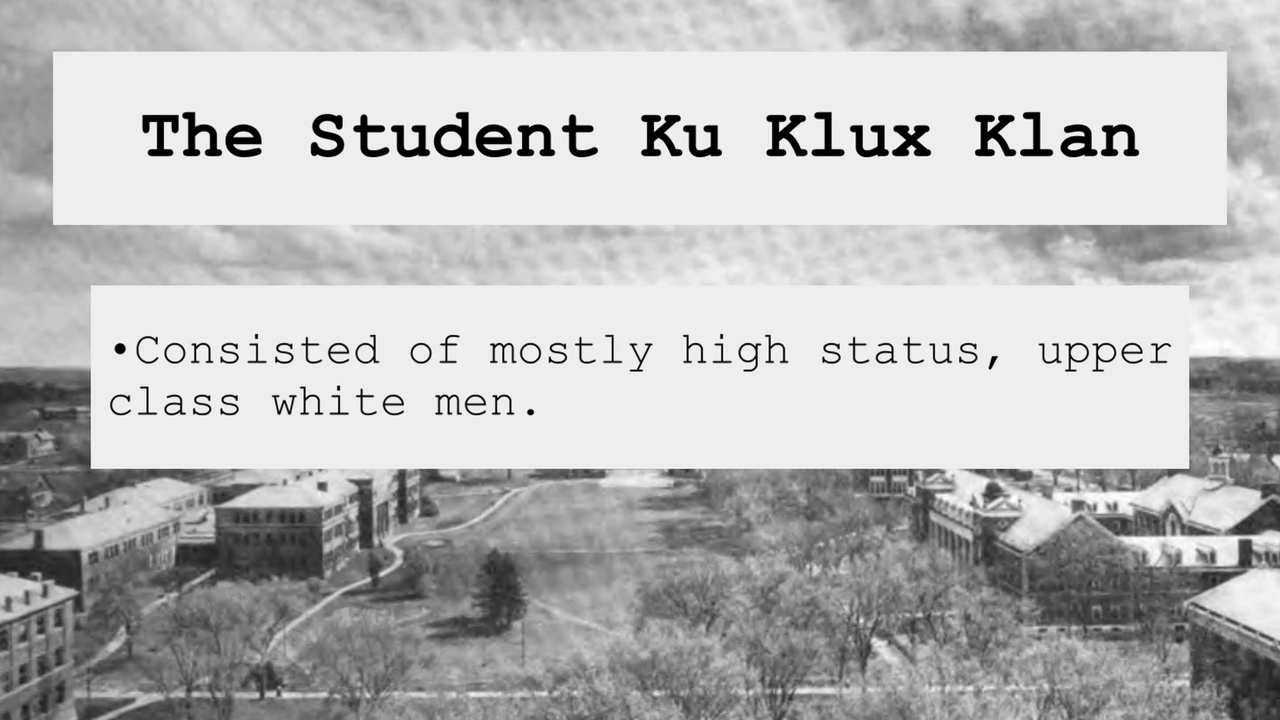 The Student Ku Klux Klan
•Consisted of mostly high status, upper
class white men.